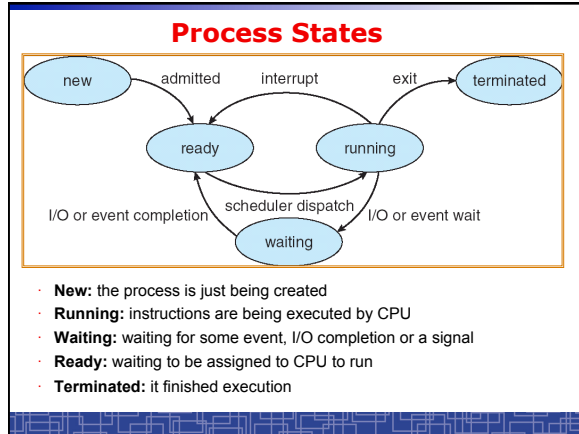 Process States
new
admitted
interrupt
exit
terminated
ready
running
I/O or event completion
scheduler dispatch
I/O or event wait
waiting
· New: the process is just being created
· Running: instructions are being executed by CPU
· Waiting: waiting for some event, I/O completion or a signal
· Ready: waiting to be assigned to CPU to run
· Terminated: it finished execution